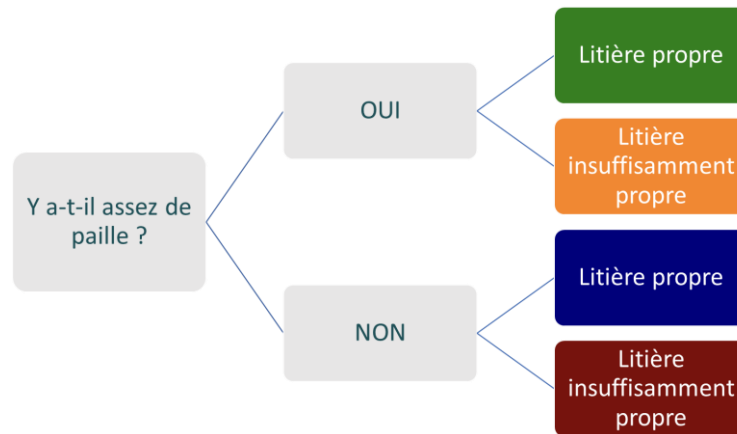 Y a-t-il assez de
paille ?
OUI
Litière propre
Litière
insuffisamment
propre
NON
Litière propre
Litière
insuffisamment
propre